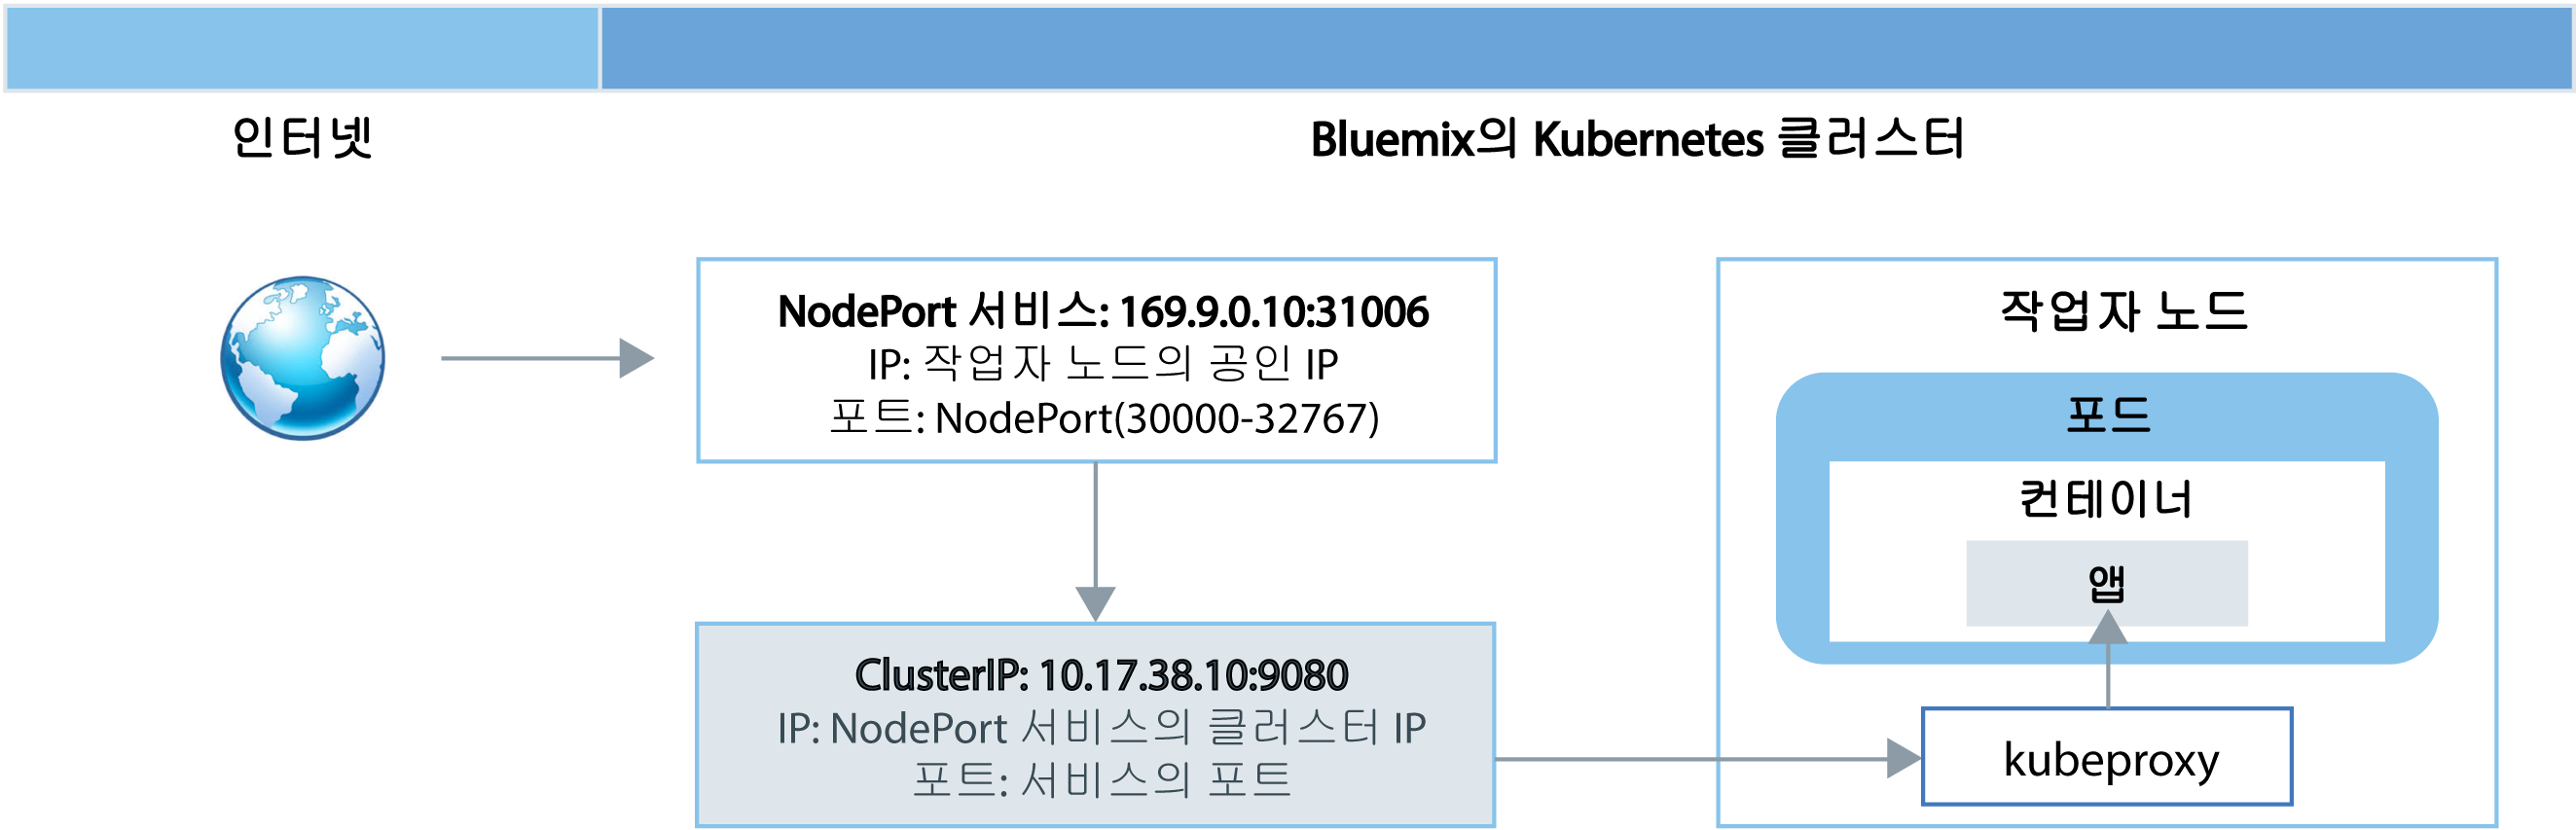 인터넷
Bluemix의 Kubernetes 클러스터
NodePort 서비스: 169.9.0.10:31006
IP: 작업자 노드의 공인 IP
포트: NodePort(30000-32767)
ClusterIP: 10.17.38.10:9080
IP: NodePort 서비스의 클러스터 IP
포트: 서비스의 포트
작업자 노드
포드
컨테이너
앱
kubeproxy